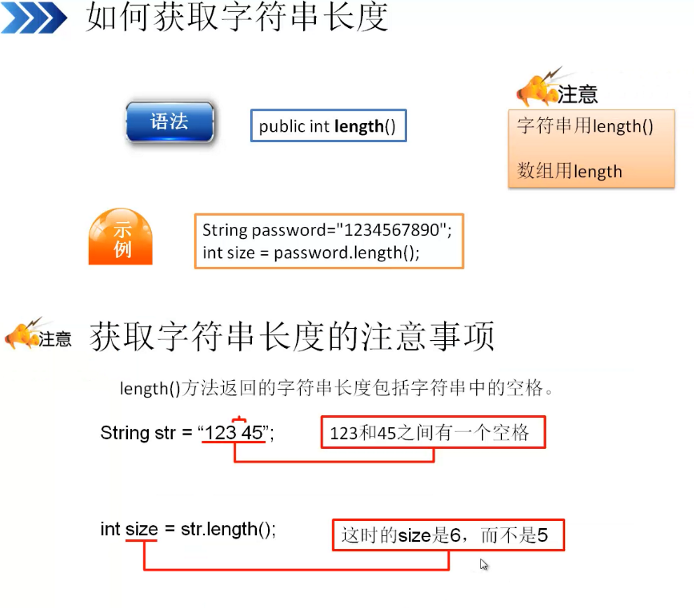 如何获取字符串长度
注意
语法
public int length()
字符串用length()
数组用length
示
例
String password="1234567890";
int size = password.length();
注意
获取字符串长度的注意事项
length()方法返回的字符串长度包括字符串中的空格。
String str = “123 45”;
123和45之间有一个空格
int size = str.length();
这时的size是6，而不是5